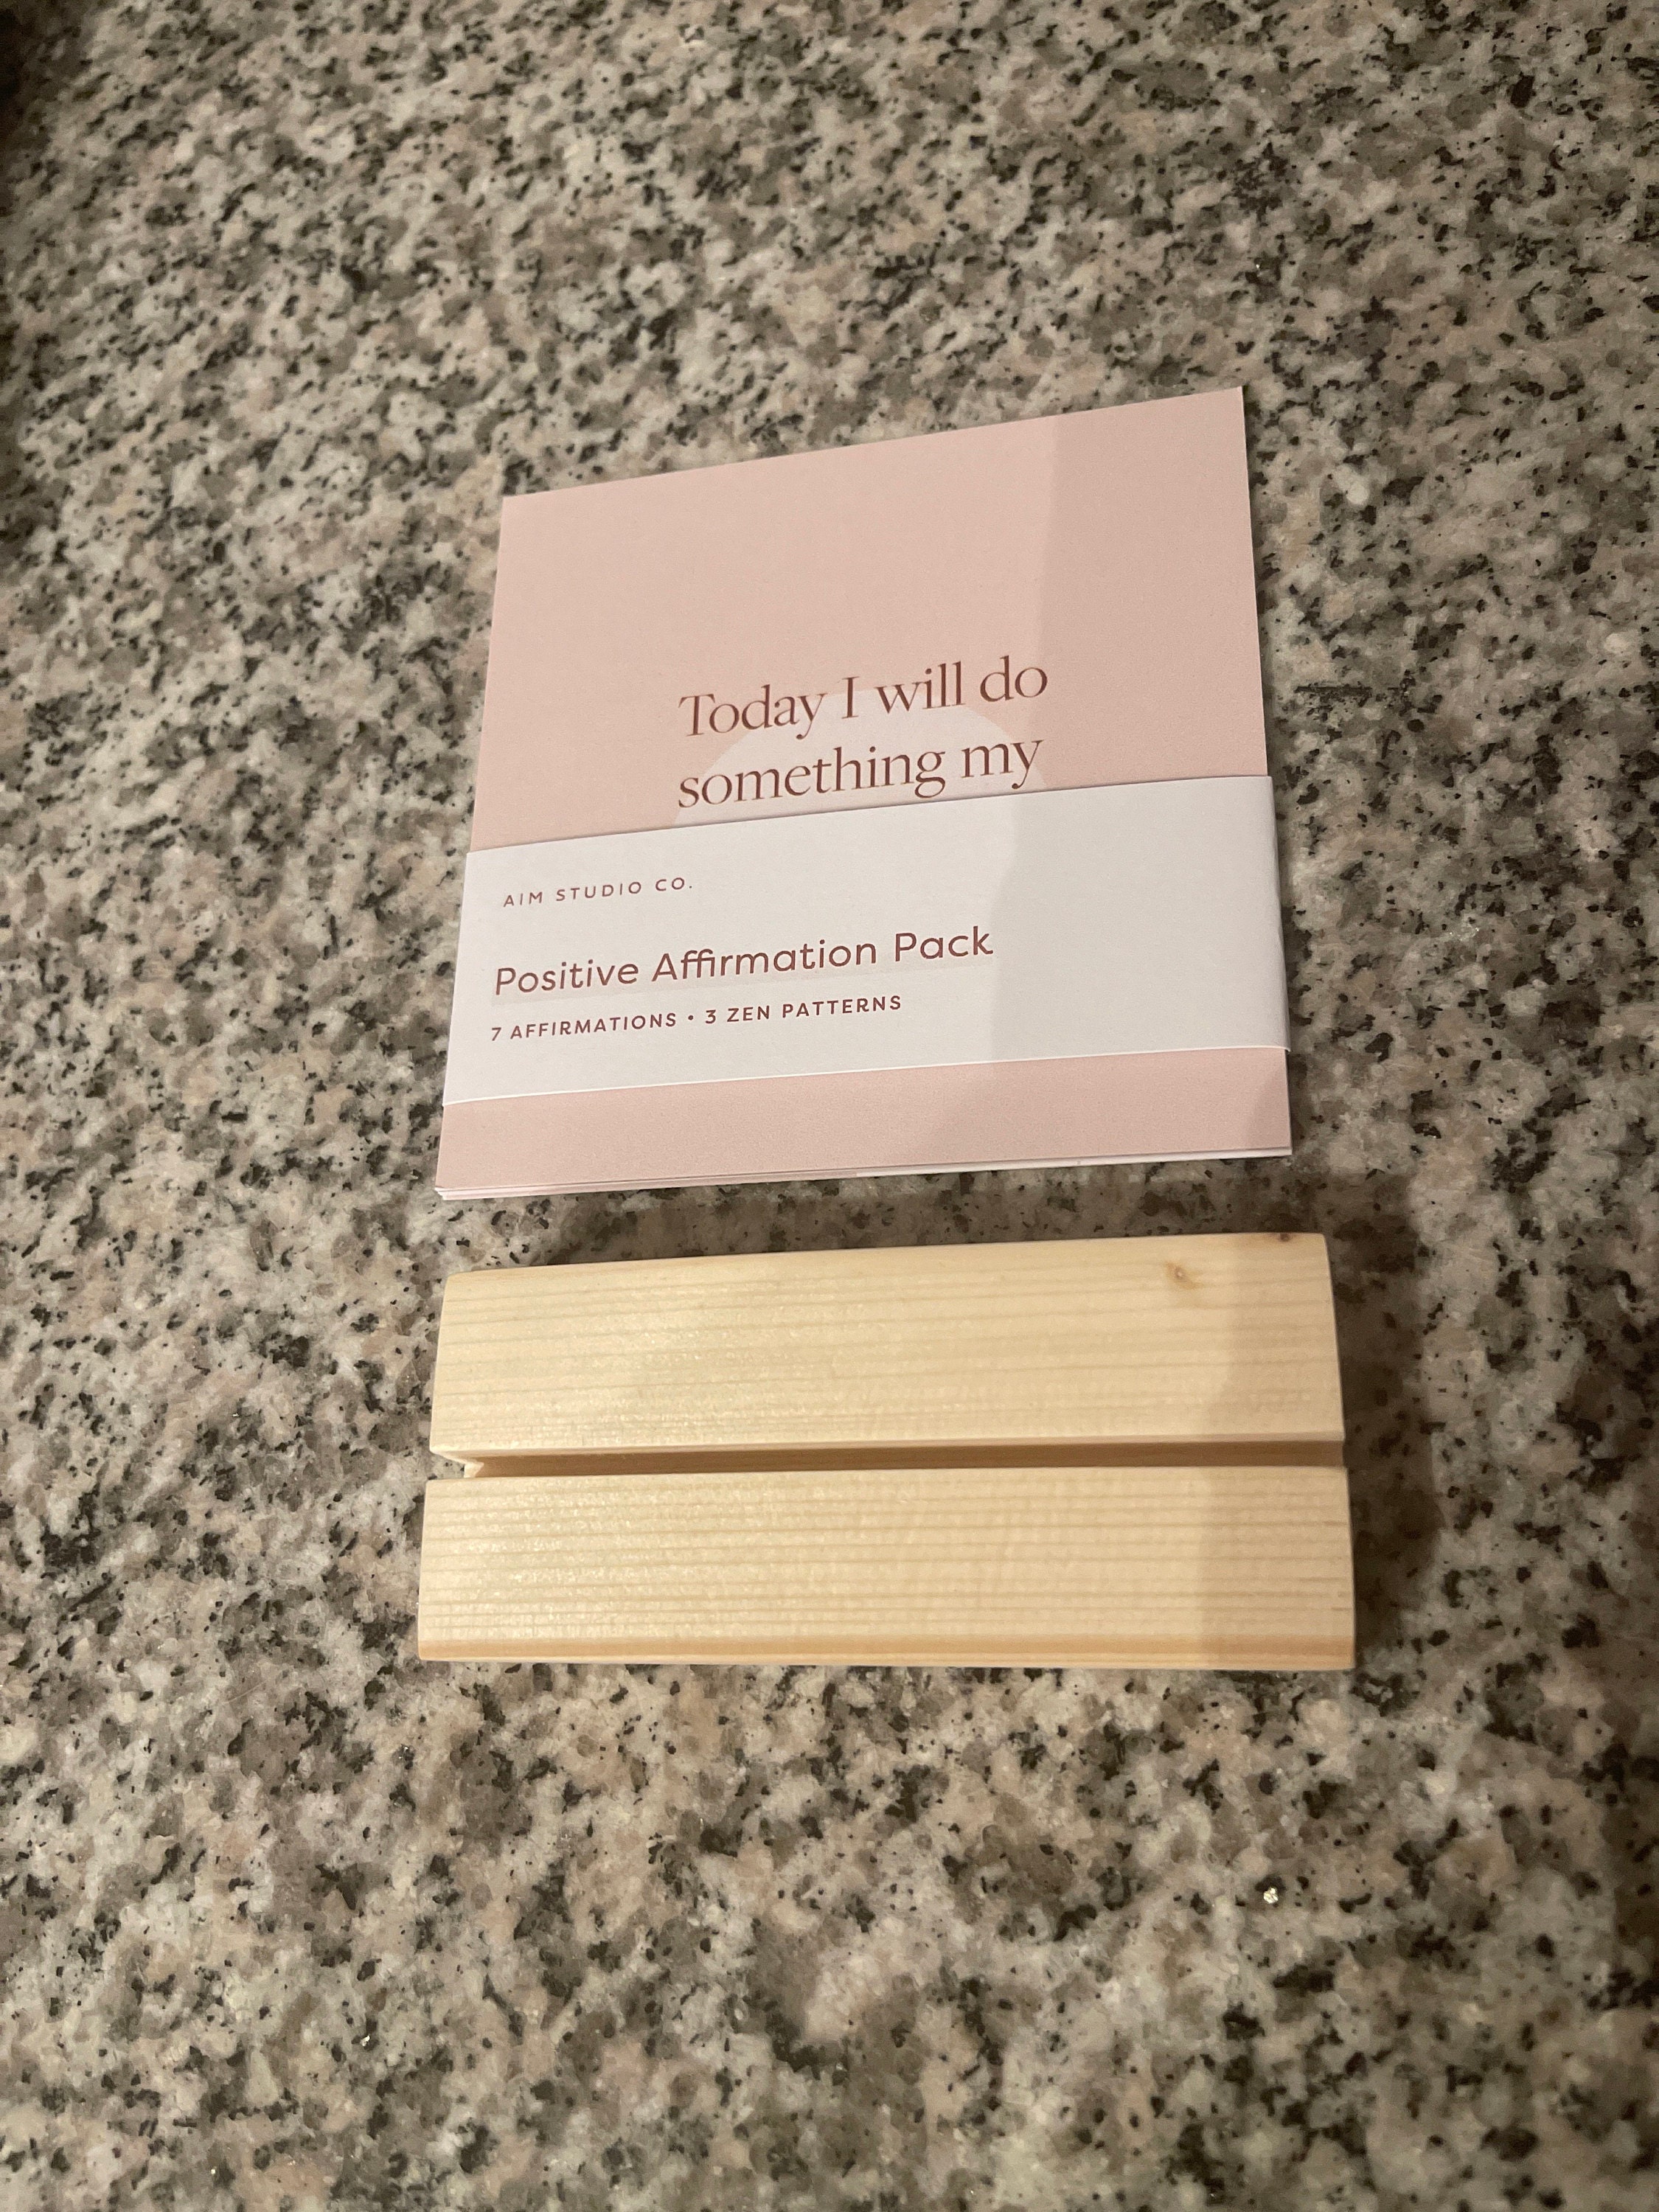 Today I will do
something my
AIM STUDIO CO.
Positive Affirmation Pack
7 AFFIRMATIONS • 3 ZEN PATTERNS